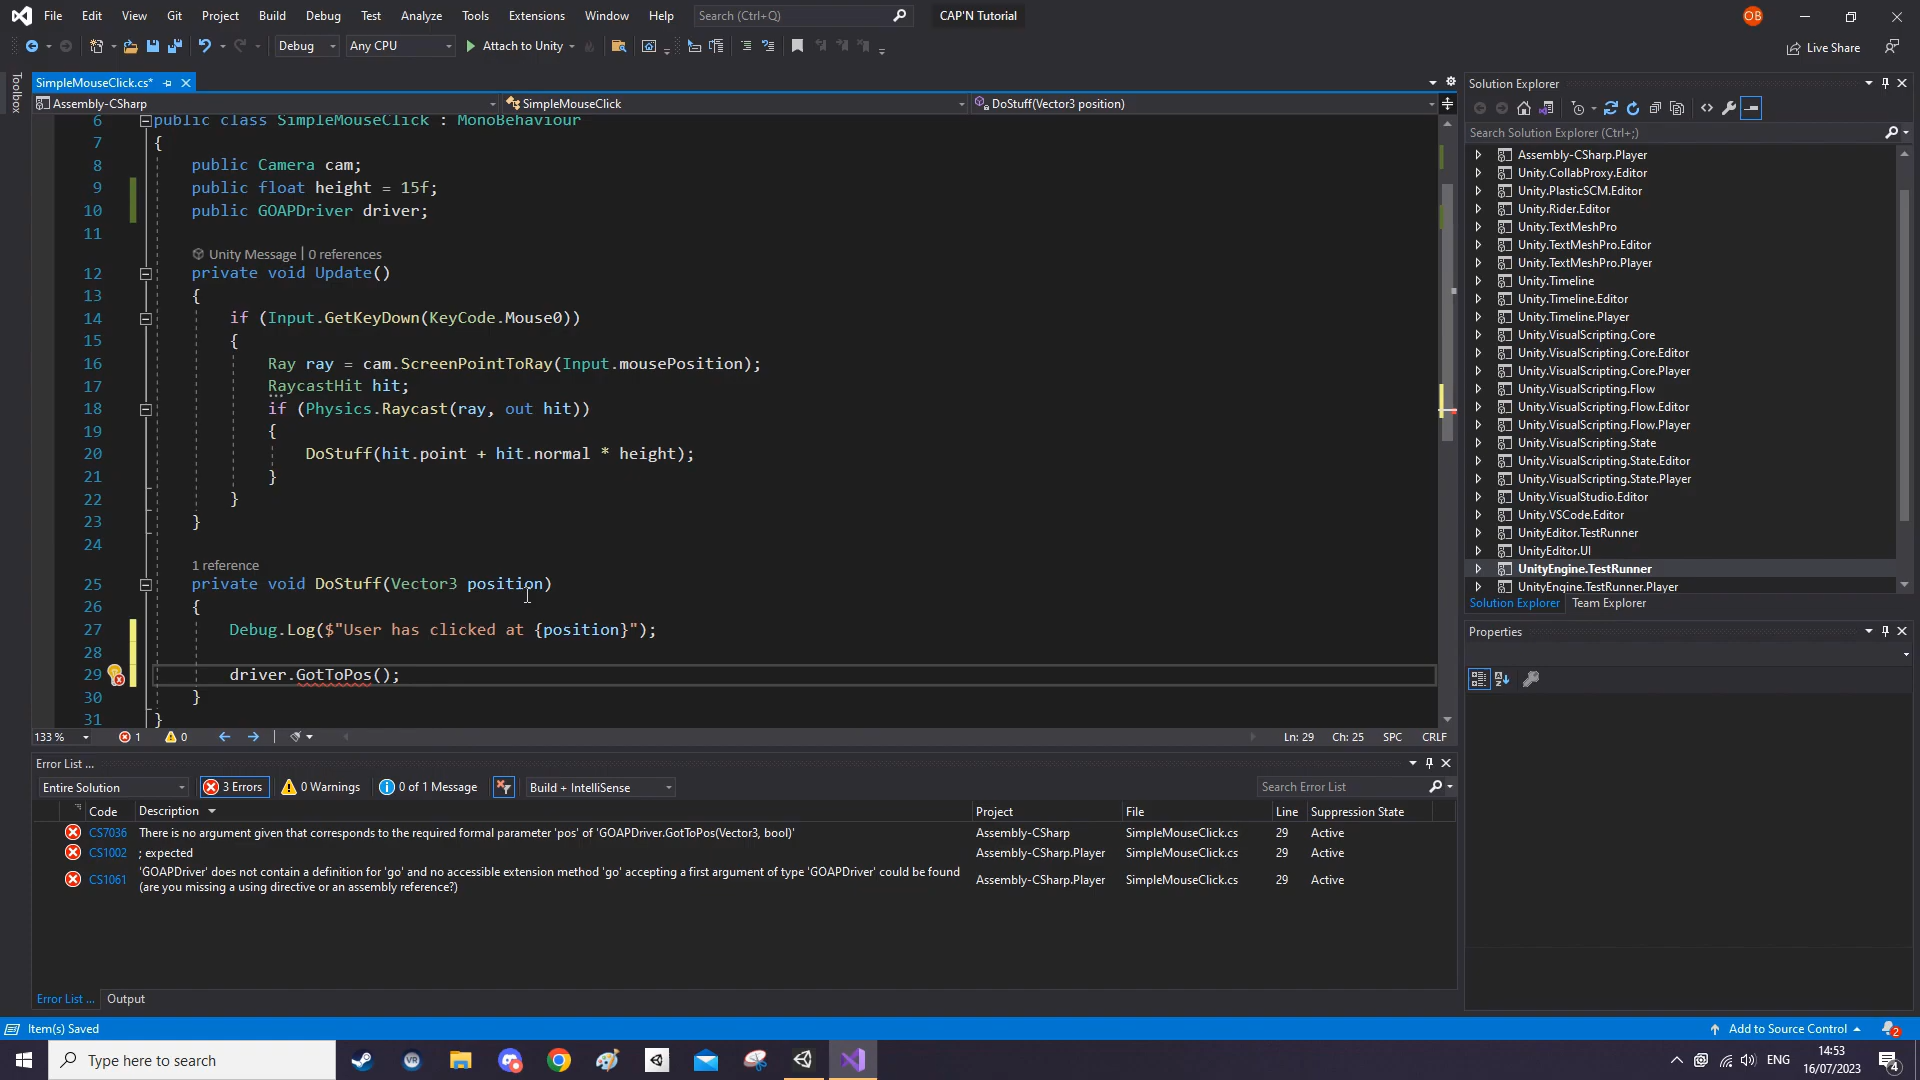 File Edit View Git Project Build Debug Test Analyze Tools Extensions Window Help Search (Ctrl+Q) CAP'N Tutorial OB
Debug Any CPU Attach to Unity Live Share
Toolbox
SimpleMouseClick.cs*
Assembly-CSharp SimpleMouseClick DoStuff(Vector3 position)
6 public class SimpleMouseClick : MonoBehaviour
7 {
8 public Camera cam;
9 public float height = 15f;
10 public GOAPDriver driver;
11
Unity Message | 0 references
12 private void Update()
13 {
14 if (Input.GetKeyDown(KeyCode.Mouse0))
15 {
16 Ray ray = cam.ScreenPointToRay(Input.mousePosition);
17 RaycastHit hit;
18 if (Physics.Raycast(ray, out hit))
19 {
20 DoStuff(hit.point + hit.normal * height);
21 }
22 }
23 }
24
1 reference
25 private void DoStuff(Vector3 position)
26 {
27 Debug.Log($"User has clicked at {position}");
28
29 driver.GotToPos();
30 }
31 }
133 % 1 0 Ln: 29 Ch: 25 SPC CRLF
Error List ...
Entire Solution 3 Errors 0 Warnings 0 of 1 Message Build + IntelliSense Search Error List
Code Description Project File Line Suppression State
CS7036 There is no argument given that corresponds to the required formal parameter 'pos' of 'GOAPDriver.GotToPos(Vector3, bool)' Assembly-CSharp SimpleMouseClick.cs 29 Active
CS1002 ; expected Assembly-CSharp.Player SimpleMouseClick.cs 29 Active
CS1061 'GOAPDriver' does not contain a definition for 'go' and no accessible extension method 'go' accepting a first argument of type 'GOAPDriver' could be found
(are you missing a using directive or an assembly reference?) Assembly-CSharp.Player SimpleMouseClick.cs 29 Active
Error List ... Output
Solution Explorer
Search Solution Explorer (Ctrl+;)
Assembly-CSharp.Player
Unity.CollabProxy.Editor
Unity.PlasticSCM.Editor
Unity.Rider.Editor
Unity.TextMeshPro
Unity.TextMeshPro.Editor
Unity.TextMeshPro.Player
Unity.Timeline
Unity.Timeline.Editor
Unity.Timeline.Player
Unity.VisualScripting.Core
Unity.VisualScripting.Core.Editor
Unity.VisualScripting.Core.Player
Unity.VisualScripting.Flow
Unity.VisualScripting.Flow.Editor
Unity.VisualScripting.Flow.Player
Unity.VisualScripting.State
Unity.VisualScripting.State.Editor
Unity.VisualScripting.State.Player
Unity.VisualStudio.Editor
Unity.VSCode.Editor
UnityEditor.TestRunner
UnityEditor.UI
UnityEngine.TestRunner
UnityEngine.TestRunner.Player
Solution Explorer Team Explorer
Properties
Item(s) Saved Add to Source Control 2
Type here to search VR ENG 14:53
16/07/2023 4